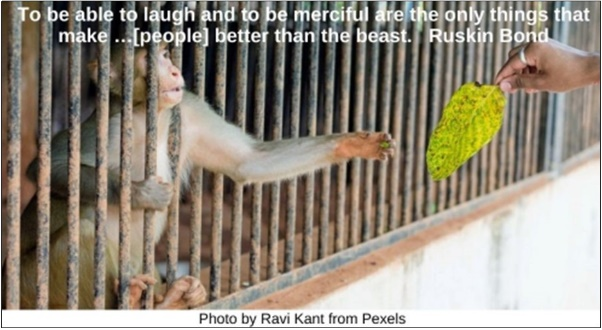 To be able to laugh and to be merciful are the only things that
make ...[people] better than the beast. Ruskin Bond
Photo by Ravi Kant from Pexels